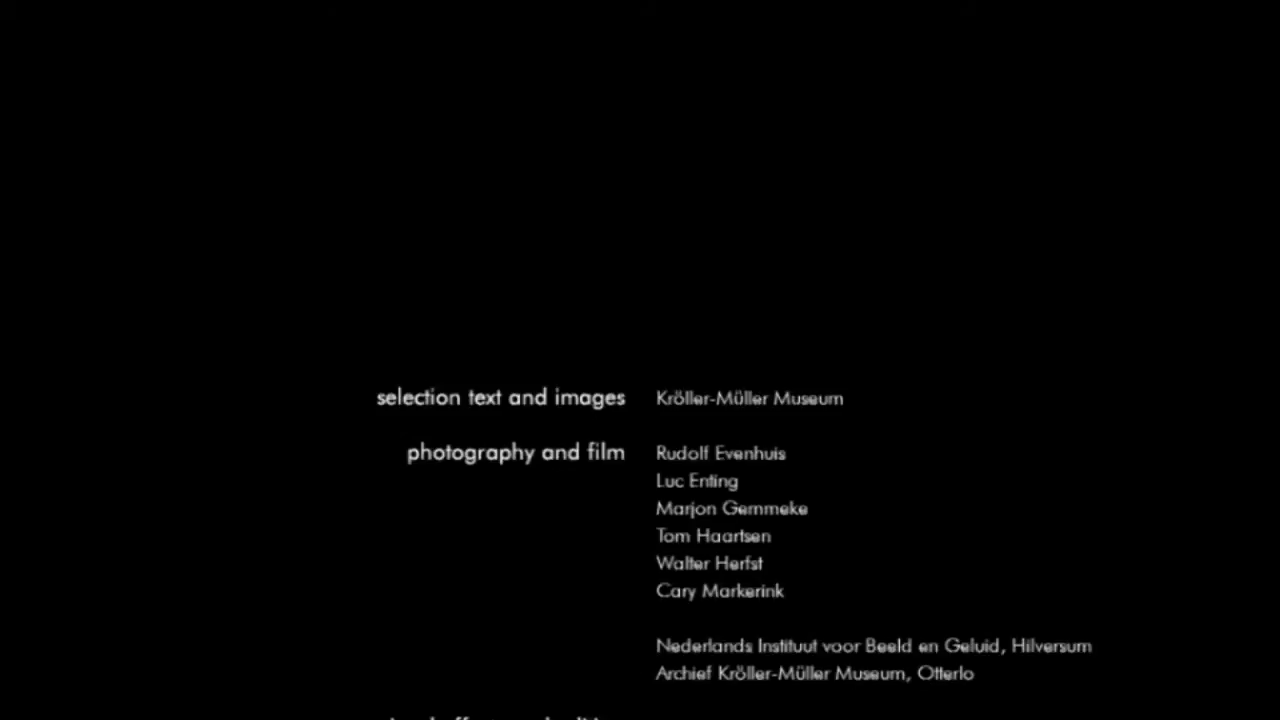 selection text and images Kröller-Müller Museum
photography and film Rudolf Evenhuis
Luc Enting
Marjon Gemmeke
Tom Haartsen
Walter Herfst
Cary Markerink
Nederlands Instituut voor Beeld en Geluid, Hilversum
Archief Kröller-Müller Museum, Otterlo